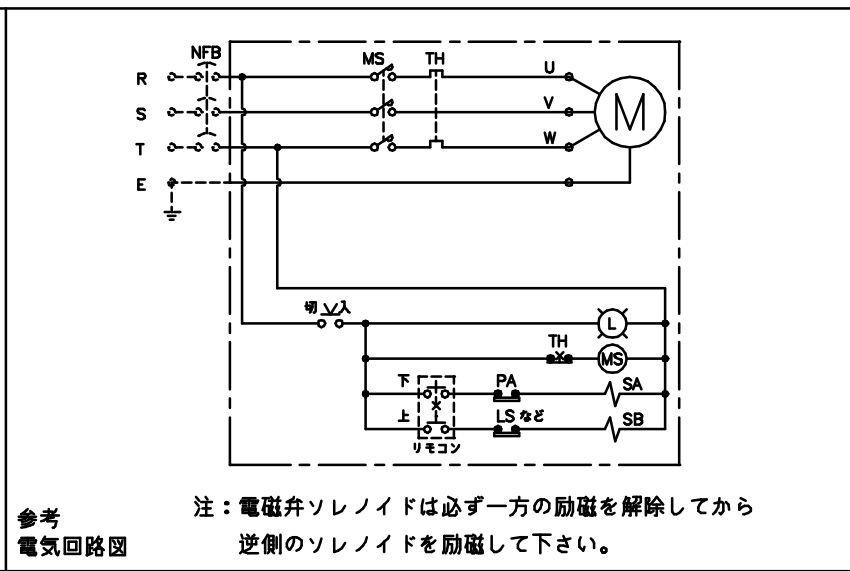 NFB
MS TH
R U
S V
T W
M
E
切 入
L
TH
MS
下 PA SA
上 LSなど SB
リモコン
参考
電気回路図
注：電磁弁ソレノイドは必ず一方の励磁を解除してから
逆側のソレノイドを励磁して下さい。